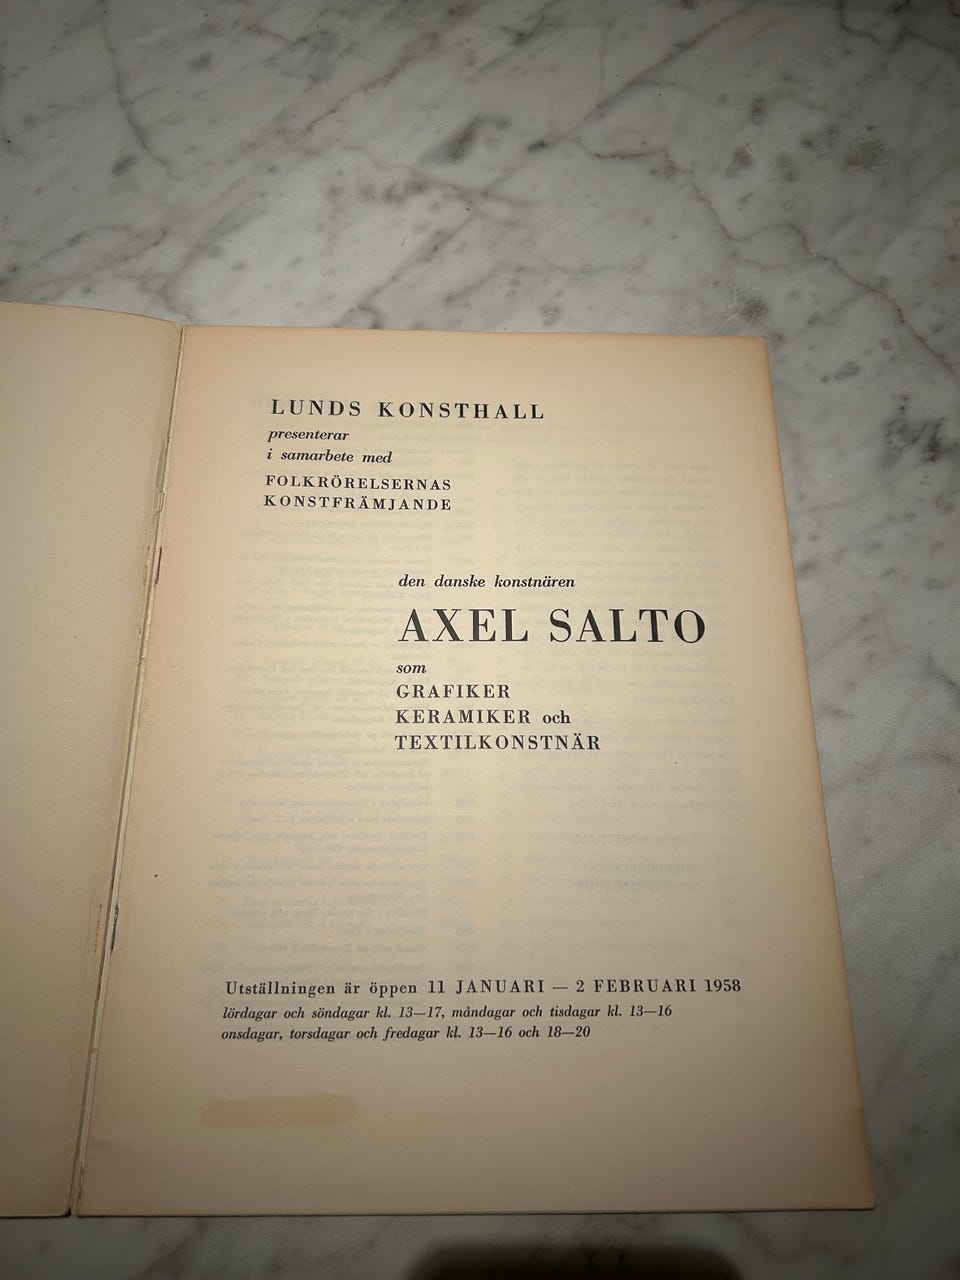 LUNDS KONSTHALL
presenterar
i samarbete med
FOLKRÖRELSERNAS
KONSTFRÄMJANDE
den danske konstnären
AXEL SALTO
som
GRAFIKER
KERAMIKER och
TEXTILKONSTNÄR
Utställningen är öppen 11 JANUARI — 2 FEBRUARI 1958
lördagar och söndagar kl. 13—17, måndagar och tisdagar kl. 13—16
onsdagar, torsdagar och fredagar kl. 13—16 och 18—20